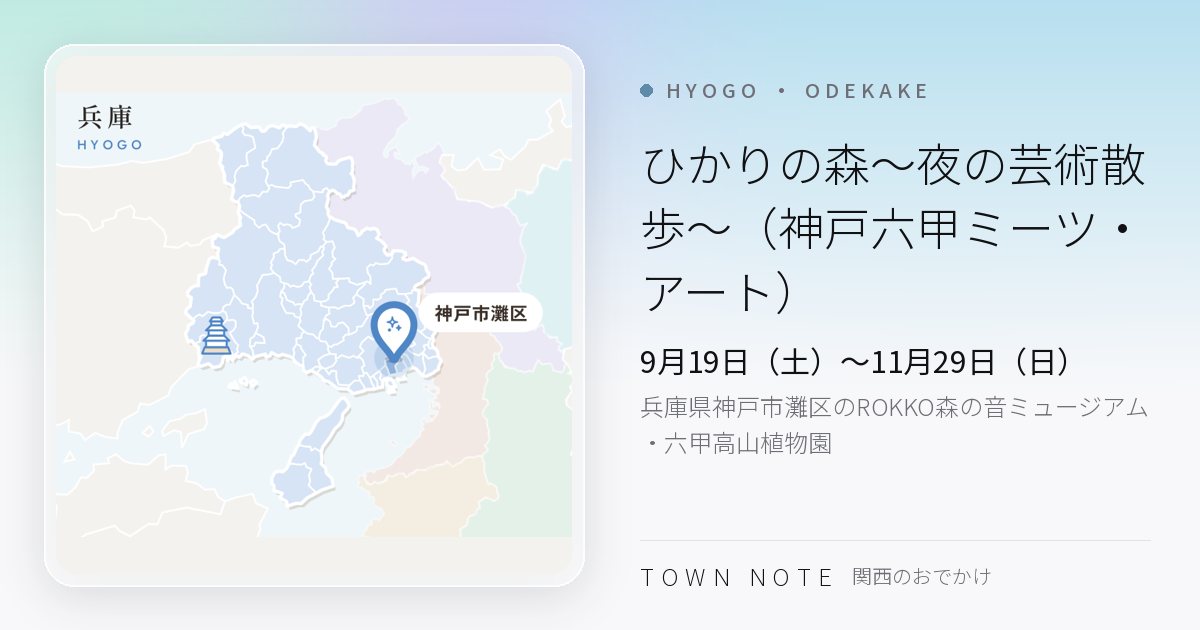 兵庫
HYOGO
神戸市灘区
HYOGO ・ ODEKAKE
ひかりの森〜夜の芸術散
歩〜（神戸六甲ミーツ・
アート）
9月19日（土）〜11月29日（日）
兵庫県神戸市灘区のROKKO森の音ミュージアム
・六甲高山植物園
TOWN NOTE 関西のおでかけ